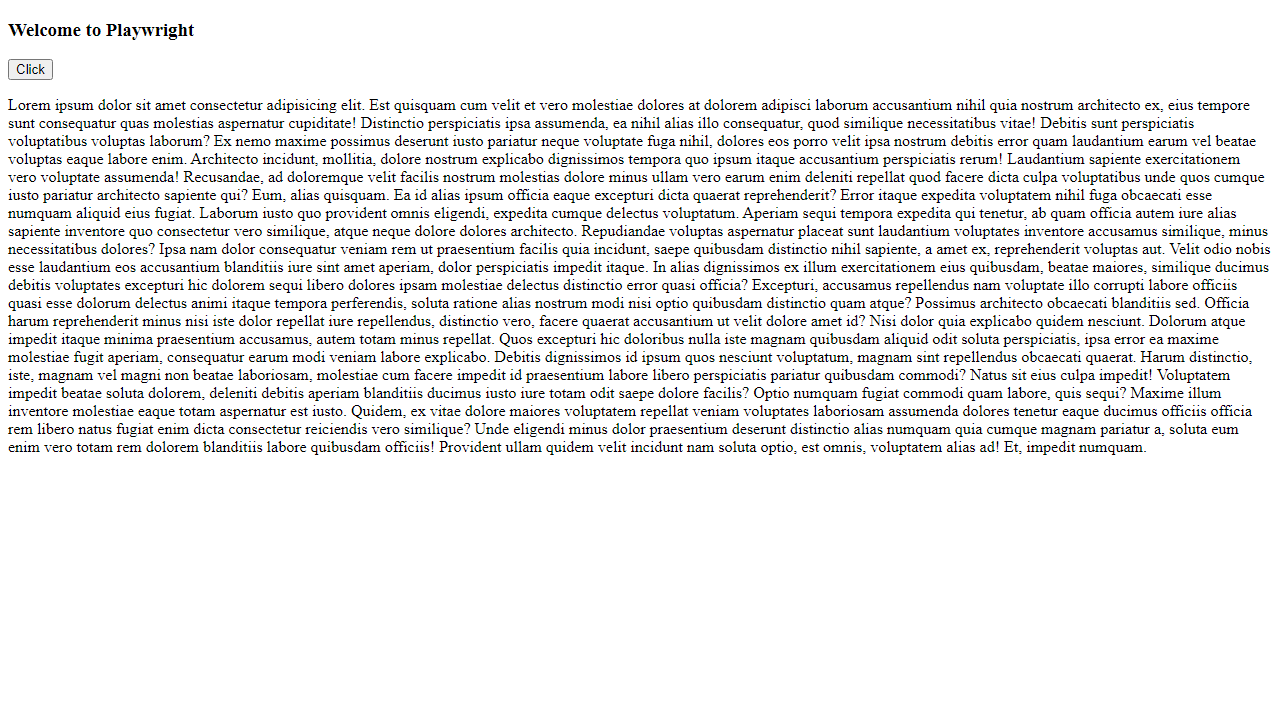 Welcome to Playwright
Click
Lorem ipsum dolor sit amet consectetur adipisicing elit. Est quisquam cum velit et vero molestiae dolores at dolorem adipisci laborum accusantium nihil quia nostrum architecto ex, eius tempore
sunt consequatur quas molestias aspernatur cupiditate! Distinctio perspiciatis ipsa assumenda, ea nihil alias illo consequatur, quod similique necessitatibus vitae! Debitis sunt perspiciatis
voluptatibus voluptas laborum? Ex nemo maxime possimus deserunt iusto pariatur neque voluptate fuga nihil, dolores eos porro velit ipsa nostrum debitis error quam laudantium earum vel beatae
voluptas eaque labore enim. Architecto incidunt, mollitia, dolore nostrum explicabo dignissimos tempora quo ipsum itaque accusantium perspiciatis rerum! Laudantium sapiente exercitationem
vero voluptate assumenda! Recusandae, ad doloremque velit facilis nostrum molestias dolore minus ullam vero earum enim deleniti repellat quod facere dicta culpa voluptatibus unde quos cumque
iusto pariatur architecto sapiente qui? Eum, alias quisquam. Ea id alias ipsum officia eaque excepturi dicta quaerat reprehenderit? Error itaque expedita voluptatem nihil fuga obcaecati esse
numquam aliquid eius fugiat. Laborum iusto quo provident omnis eligendi, expedita cumque delectus voluptatum. Aperiam sequi tempora expedita qui tenetur, ab quam officia autem iure alias
sapiente inventore quo consectetur vero similique, atque neque dolore dolores architecto. Repudiandae voluptas aspernatur placeat sunt laudantium voluptates inventore accusamus similique, minus
necessitatibus dolores? Ipsa nam dolor consequatur veniam rem ut praesentium facilis quia incidunt, saepe quibusdam distinctio nihil sapiente, a amet ex, reprehenderit voluptas aut. Velit odio nobis
esse laudantium eos accusantium blanditiis iure sint amet aperiam, dolor perspiciatis impedit itaque. In alias dignissimos ex illum exercitationem eius quibusdam, beatae maiores, similique ducimus
debitis voluptates excepturi hic dolorem sequi libero dolores ipsam molestiae delectus distinctio error quasi officia? Excepturi, accusamus repellendus nam voluptate illo corrupti labore officiis
quasi esse dolorum delectus animi itaque tempora perferendis, soluta ratione alias nostrum modi nisi optio quibusdam distinctio quam atque? Possimus architecto obcaecati blanditiis sed. Officia
harum reprehenderit minus nisi iste dolor repellat iure repellendus, distinctio vero, facere quaerat accusantium ut velit dolore amet id? Nisi dolor quia explicabo quidem nesciunt. Dolorum atque
impedit itaque minima praesentium accusamus, autem totam minus repellat. Quos excepturi hic doloribus nulla iste magnam quibusdam aliquid odit soluta perspiciatis, ipsa error ea maxime
molestiae fugit aperiam, consequatur earum modi veniam labore explicabo. Debitis dignissimos id ipsum quos nesciunt voluptatum, magnam sint repellendus obcaecati quaerat. Harum distinctio,
iste, magnam vel magni non beatae laboriosam, molestiae cum facere impedit id praesentium labore libero perspiciatis pariatur quibusdam commodi? Natus sit eius culpa impedit! Voluptatem
impedit beatae soluta dolorem, deleniti debitis aperiam blanditiis ducimus iusto iure totam odit saepe dolore facilis? Optio numquam fugiat commodi quam labore, quis sequi? Maxime illum
inventore molestiae eaque totam aspernatur est iusto. Quidem, ex vitae dolore maiores voluptatem repellat veniam voluptates laboriosam assumenda dolores tenetur eaque ducimus officiis officia
rem libero natus fugiat enim dicta consectetur reiciendis vero similique? Unde eligendi minus dolor praesentium deserunt distinctio alias numquam quia cumque magnam pariatur a, soluta eum
enim vero totam rem dolorem blanditiis labore quibusdam officiis! Provident ullam quidem velit incidunt nam soluta optio, est omnis, voluptatem alias ad! Et, impedit numquam.